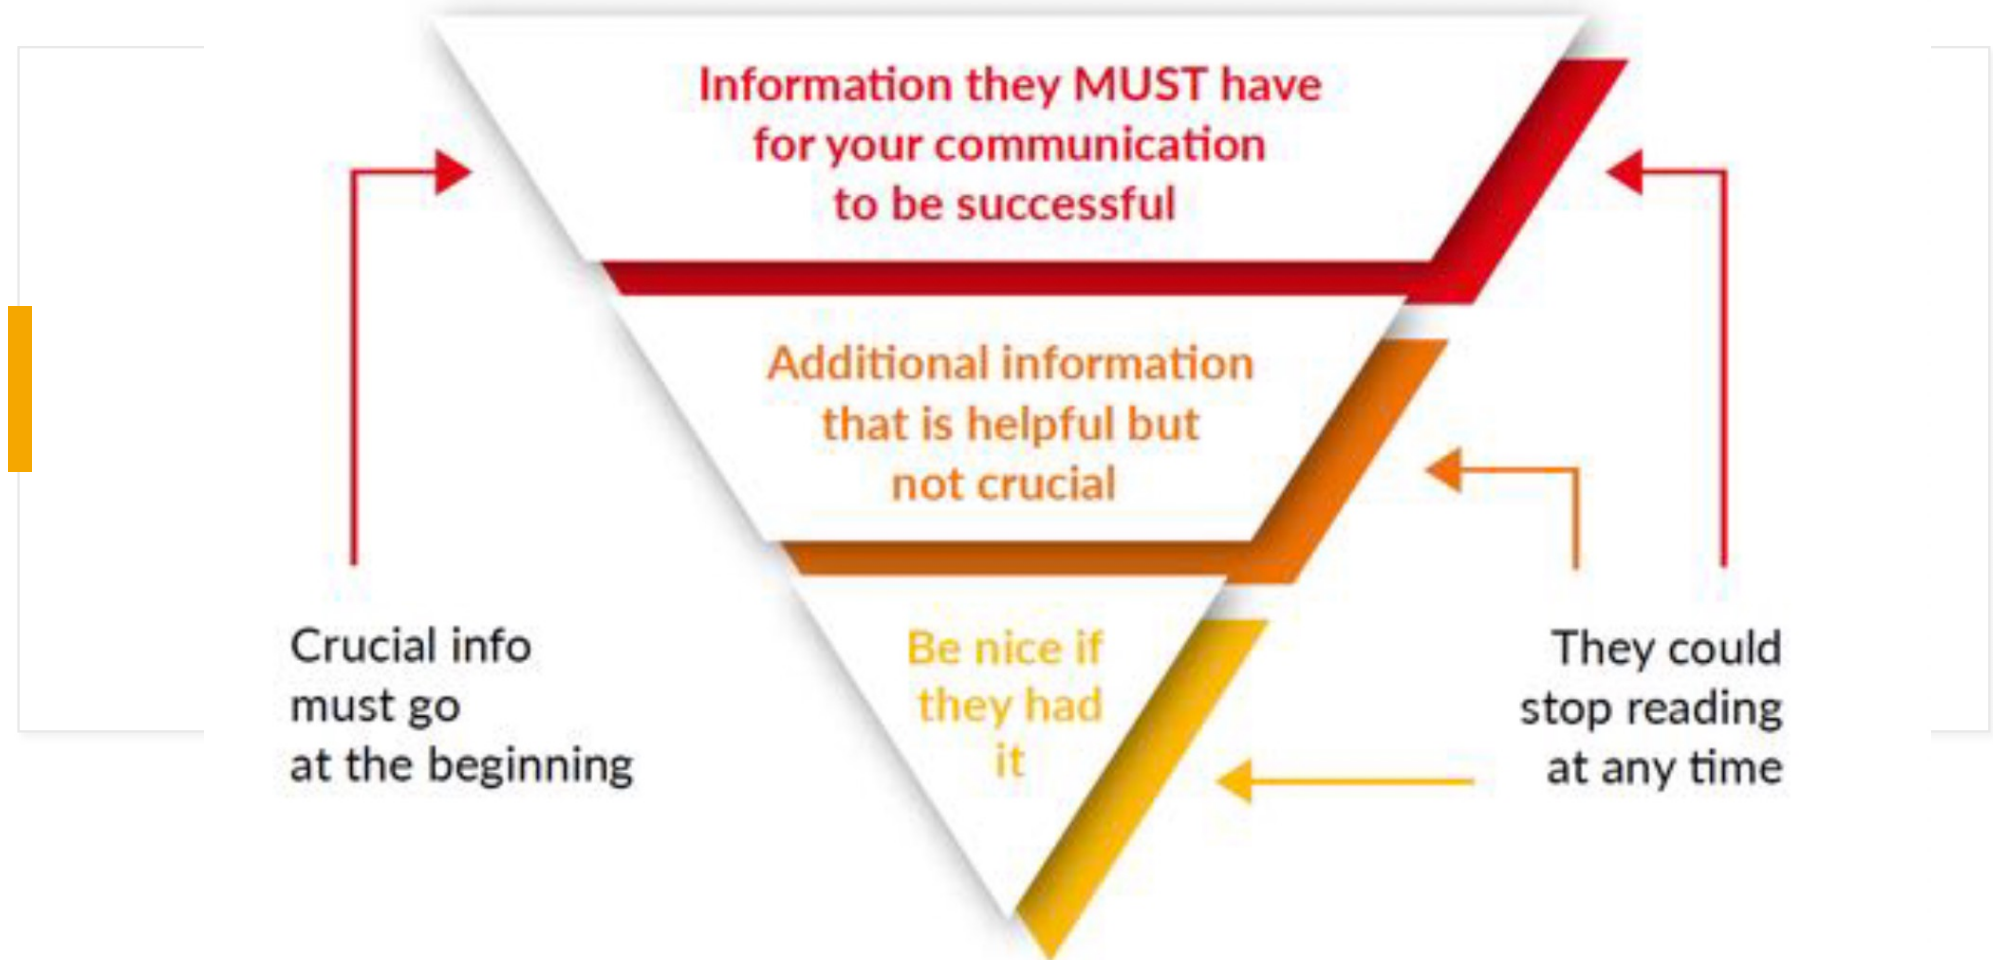 Information they MUST have
for your communication
to be successful
Additional information
that is helpful but
not crucial
Be nice if
they had
it
Crucial info
must go
at the beginning
They could
stop reading
at any time